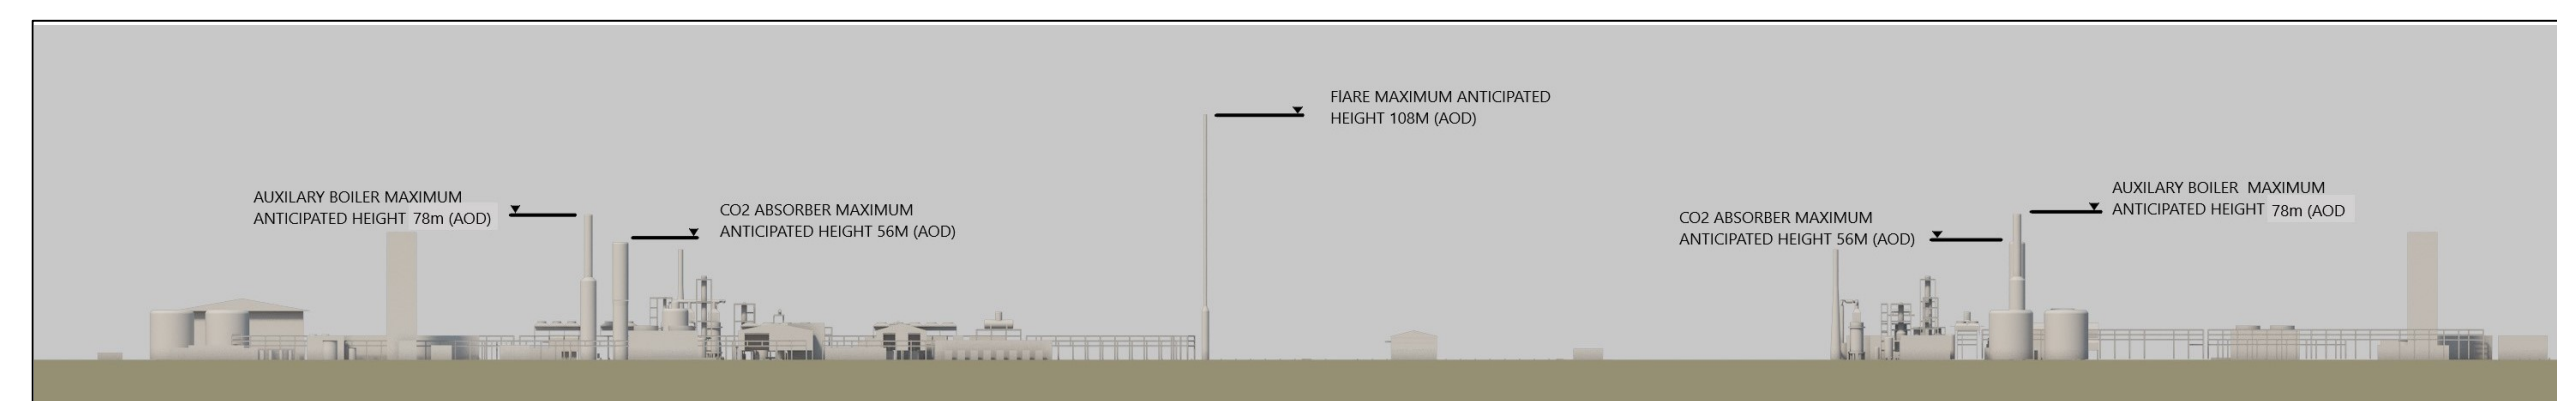 FlARE MAXIMUM ANTICIPATED
HEIGHT 108M (AOD)
AUXILARY BOILER MAXIMUM
ANTICIPATED HEIGHT 78m (AOD)
CO2 ABSORBER MAXIMUM
ANTICIPATED HEIGHT 56M (AOD)
CO2 ABSORBER MAXIMUM
ANTICIPATED HEIGHT 56M (AOD)
AUXILARY BOILER MAXIMUM
ANTICIPATED HEIGHT 78m (AOD